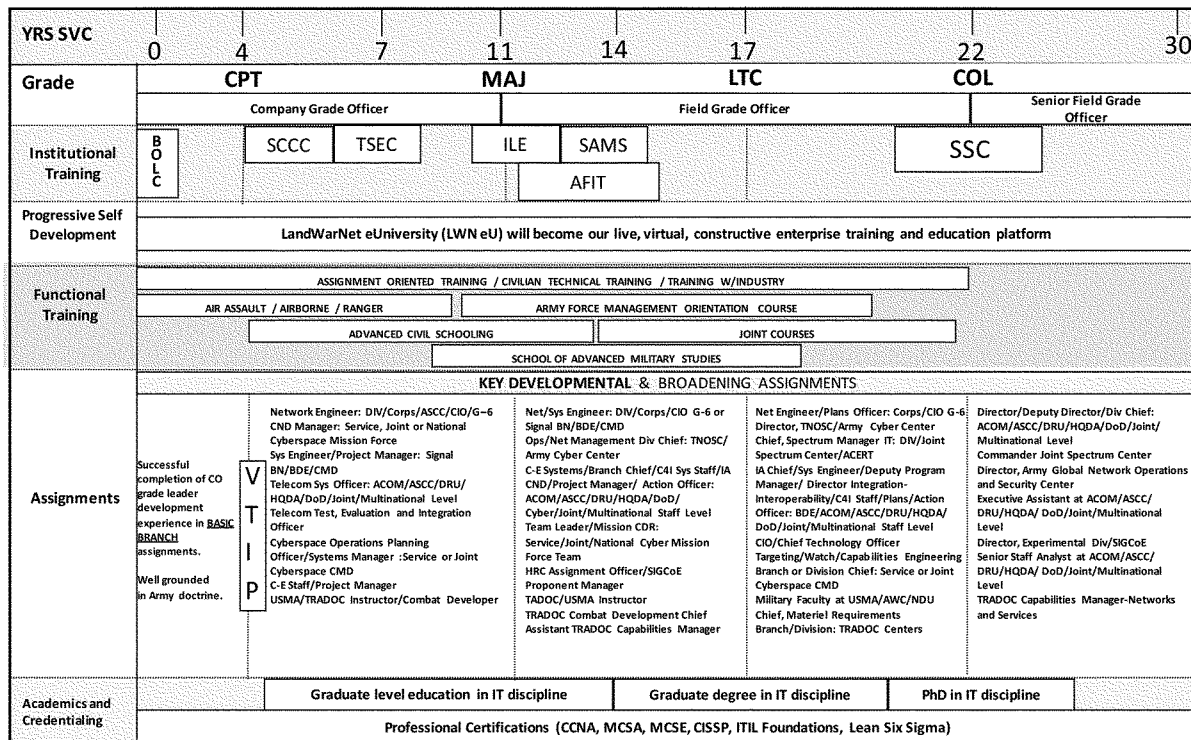 YRS SVC 0 4 7 11 14 17 22 30
Grade
CPT MAJ LTC COL
Company Grade Officer
Field Grade Officer
Senior Field Grade
Officer
Institutional
Training
BOLC
SCCC
TSEC
ILE
SAMS
AFIT
SSC
Progressive Self
Development
LandWarNet eUniversity (LWN eU) will become our live, virtual, constructive enterprise training and education platform
Functional
Training
ASSIGNMENT ORIENTED TRAINING / CIVILIAN TECHNICAL TRAINING / TRAINING W/INDUSTRY
AIR ASSAULT / AIRBORNE / RANGER
ARMY FORCE MANAGEMENT ORIENTATION COURSE
ADVANCED CIVIL SCHOOLING
JOINT COURSES
SCHOOL OF ADVANCED MILITARY STUDIES
KEY DEVELOPMENTAL & BROADENING ASSIGNMENTS
Assignments
Successful
completion of CO
grade leader
development
experience in BASIC
BRANCH
assignments.
Well grounded
in Army doctrine.
V
T
I
P
Network Engineer: DIV/Corps/ASCC/CIO/G-6
CND Manager: Service, Joint or National
Cyberspace Mission Force
Sys Engineer/Project Manager: Signal
BN/BDE/CMD
Telecom Sys Officer: ACOM/ASCC/DRU/
HQDA/DoD/Joint/Multinational Level
Telecom Test, Evaluation and Integration
Officer
Cyberspace Operations Planning
Officer/Systems Manager :Service or Joint
Cyberspace CMD
C-E Staff/Project Manager
USMA/TRADOC Instructor/Combat Developer
Net/Sys Engineer: DIV/Corps/CIO G-6 or
Signal BN/BDE/CMD
Ops/Net Management Div Chief: TNOSC/
Army Cyber Center
C-E Systems/Branch Chief/C4I Sys Staff/IA
CND/Project Manager/ Action Officer:
ACOM/ASCC/DRU/HQDA/DoD/
Cyber/Joint/Multinational Staff Level
Team Leader/Mission CDR:
Service/Joint/National Cyber Mission
Force Team
HRC Assignment Officer/SIGCoE
Proponent Manager
TADOC/USMA Instructor
TRADOC Combat Development Chief
Assistant TRADOC Capabilities Manager
Net Engineer/Plans Officer: Corps/CIO G-6
Director, TNOSC/Army Cyber Center
Chief, Spectrum Manager IT: DIV/Joint
Spectrum Center/ACERT
IA Chief/Sys Engineer/Deputy Program
Manager/ Director Integration-
Interoperability/C4I Staff/Plans/Action
Officer: BDE/ACOM/ASCC/DRU/HQDA/
DoD/Joint/Multinational Staff Level
CIO/Chief Technology Officer
Targeting/Watch/Capabilities Engineering
Branch or Division Chief: Service or Joint
Cyberspace CMD
Military Faculty at USMA/AWC/NDU
Chief, Materiel Requirements
Branch/Division: TRADOC Centers
Director/Deputy Director/Div Chief:
ACOM/ASCC/DRU/HQDA/DoD/Joint/
Multinational Level
Commander Joint Spectrum Center
Director, Army Global Network Operations
and Security Center
Executive Assistant at ACOM/ASCC/
DRU/HQDA/ DoD/Joint/Multinational
Level
Director, Experimental Div/SIGCoE
Senior Staff Analyst at ACOM/ASCC/
DRU/HQDA/ DoD/Joint/Multinational
Level
TRADOC Capabilities Manager-Networks
and Services
Academics and
Credentialing
Graduate level education in IT discipline
Graduate degree in IT discipline
PhD in IT discipline
Professional Certifications (CCNA, MCSA, MCSE, CISSP, ITIL Foundations, Lean Six Sigma)